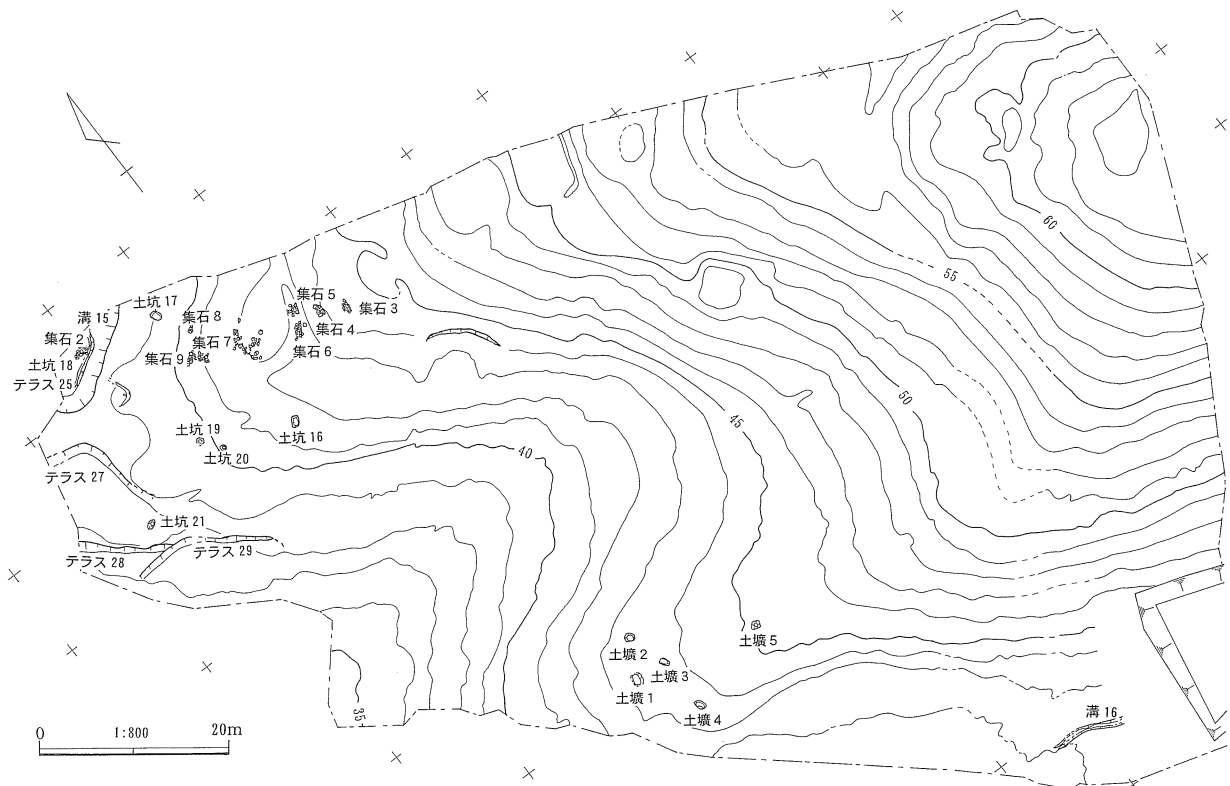 60
55
50
45
40
35
土坑 17
集石 8
集石 5
集石 3
溝 15
集石 7
集石 4
集石 2
集石 6
土坑 18
集石 9
テラス 25
土坑 19
土坑 16
土坑 20
テラス 27
土坑 21
テラス 28
テラス 29
土壙 5
土壙 2
土壙 3
土壙 1
土壙 4
溝 16
0 1:800 20m